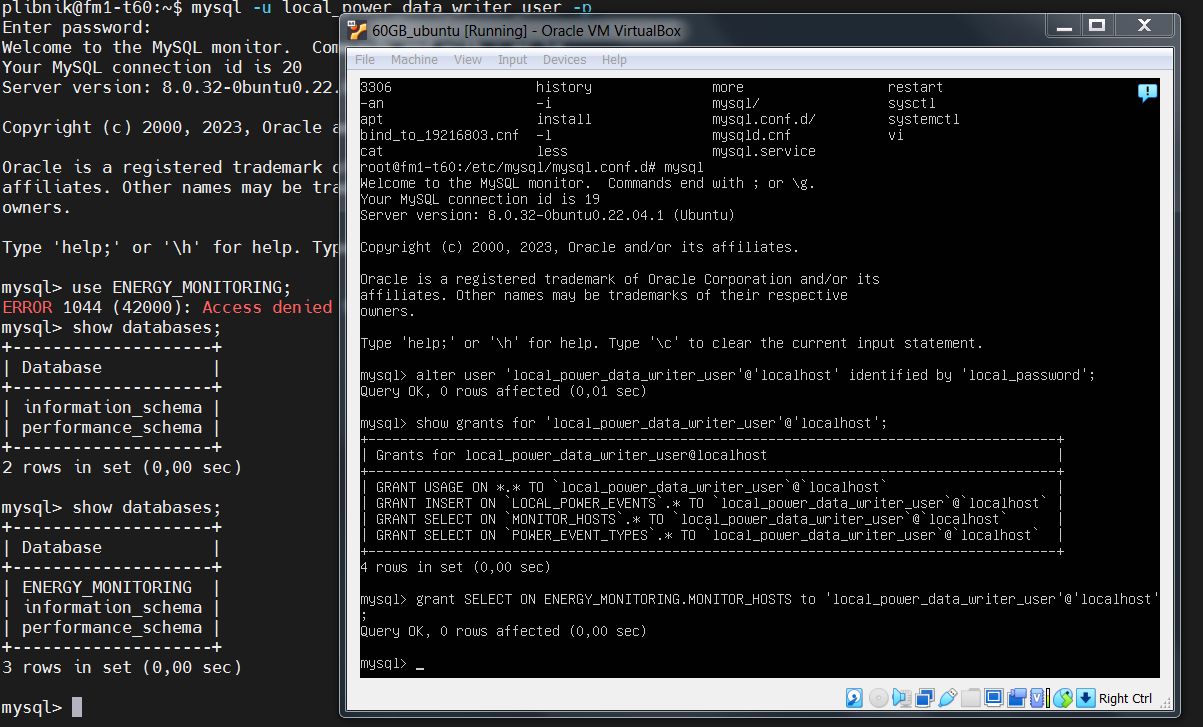 plibnik@fm1-t60:~$ mysql -u local_power_data_writer_user -p
Enter password:
Welcome to the MySQL monitor.  Com
Your MySQL connection id is 20
Server version: 8.0.32-0buntu0.22.
Copyright (c) 2000, 2023, Oracle a
Oracle is a registered trademark o
affiliates. Other names may be tra
owners.
Type 'help;' or '\h' for help. Typ
mysql> use ENERGY_MONITORING;
ERROR 1044 (42000): Access denied
mysql> show databases;
+--------------------+
| Database           |
+--------------------+
| information_schema |
| performance_schema |
+--------------------+
2 rows in set (0,00 sec)
mysql> show databases;
+--------------------+
| Database           |
+--------------------+
| ENERGY_MONITORING  |
| information_schema |
| performance_schema |
+--------------------+
3 rows in set (0,00 sec)
mysql>
60GB_ubuntu [Running] - Oracle VM VirtualBox
File Machine View Input Devices Help
3306 history more restart
-an -i mysql/ sysctl
apt install mysql.conf.d/ systemctl
bind_to_19216803.cnf -l mysqld.cnf vi
cat less mysql.service
root@fm1-t60:/etc/mysql/mysql.conf.d# mysql
Welcome to the MySQL monitor.  Commands end with ; or \g.
Your MySQL connection id is 19
Server version: 8.0.32-0buntu0.22.04.1 (Ubuntu)
Copyright (c) 2000, 2023, Oracle and/or its affiliates.
Oracle is a registered trademark of Oracle Corporation and/or its
affiliates. Other names may be trademarks of their respective
owners.
Type 'help;' or '\h' for help. Type '\c' to clear the current input statement.
mysql> alter user 'local_power_data_writer_user'@'localhost' identified by 'local_password';
Query OK, 0 rows affected (0,01 sec)
mysql> show grants for 'local_power_data_writer_user'@'localhost';
+--------------------------------------------------------------------------------------+
| Grants for local_power_data_writer_user@localhost                                    |
+--------------------------------------------------------------------------------------+
| GRANT USAGE ON *.* TO `local_power_data_writer_user`@`localhost`                     |
| GRANT INSERT ON `LOCAL_POWER_EVENTS`.* TO `local_power_data_writer_user`@`localhost` |
| GRANT SELECT ON `MONITOR_HOSTS`.* TO `local_power_data_writer_user`@`localhost`      |
| GRANT SELECT ON `POWER_EVENT_TYPES`.* TO `local_power_data_writer_user`@`localhost`  |
+--------------------------------------------------------------------------------------+
4 rows in set (0,00 sec)
mysql> grant SELECT ON ENERGY_MONITORING.MONITOR_HOSTS to 'local_power_data_writer_user'@'localhost'
;
Query OK, 0 rows affected (0,00 sec)
mysql> _
Right Ctrl